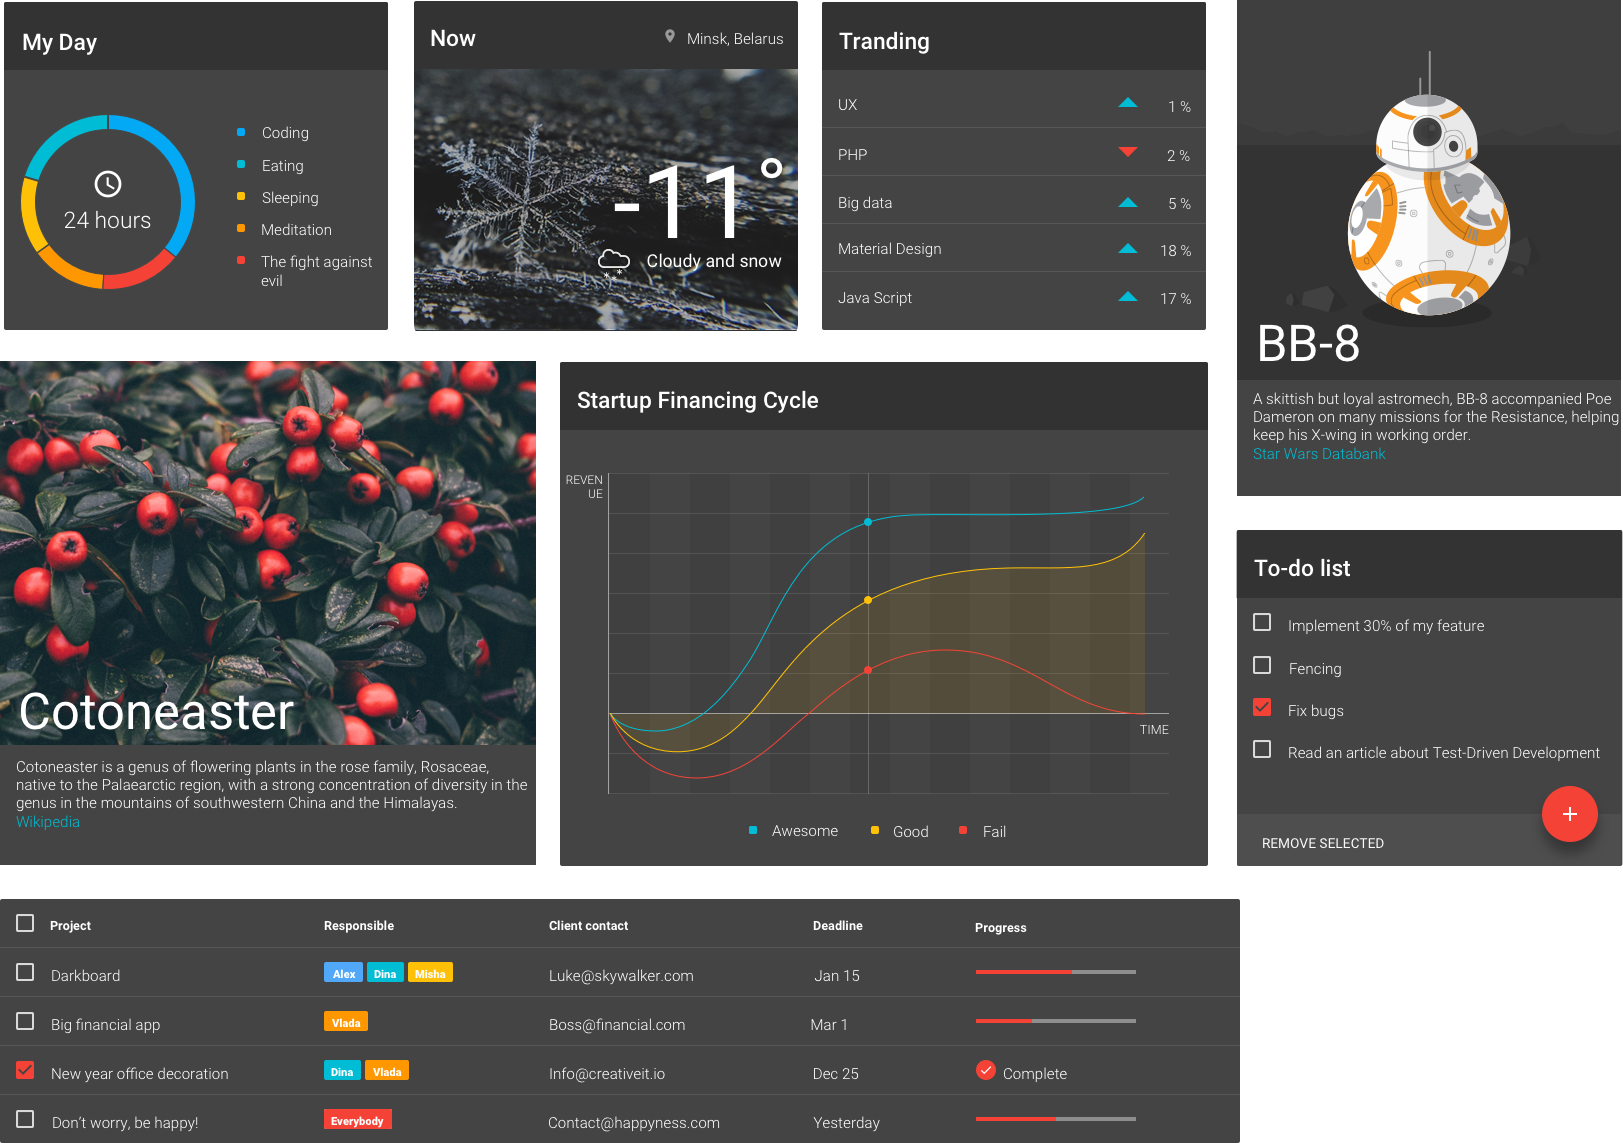 My Day
24 hours
Coding
Eating
Sleeping
Meditation
The fight against
evil
Now
Minsk, Belarus
-11°
Cloudy and snow
Tranding
UX 1 %
PHP 2 %
Big data 5 %
Material Design 18 %
Java Script 17 %
BB-8
A skittish but loyal astromech, BB-8 accompanied Poe
Dameron on many missions for the Resistance, helping
keep his X-wing in working order.
Star Wars Databank
Cotoneaster
Cotoneaster is a genus of flowering plants in the rose family, Rosaceae,
native to the Palaearctic region, with a strong concentration of diversity in the
genus in the mountains of southwestern China and the Himalayas.
Wikipedia
Startup Financing Cycle
REVEN
UE
TIME
Awesome Good Fail
To-do list
Implement 30% of my feature
Fencing
Fix bugs
Read an article about Test-Driven Development
REMOVE SELECTED
Project Responsible Client contact Deadline Progress
Darkboard Alex Dina Misha Luke@skywalker.com Jan 15
Big financial app Vlada Boss@financial.com Mar 1
New year office decoration Dina Vlada Info@creativeit.io Dec 25 Complete
Don't worry, be happy! Everybody Contact@happyness.com Yesterday